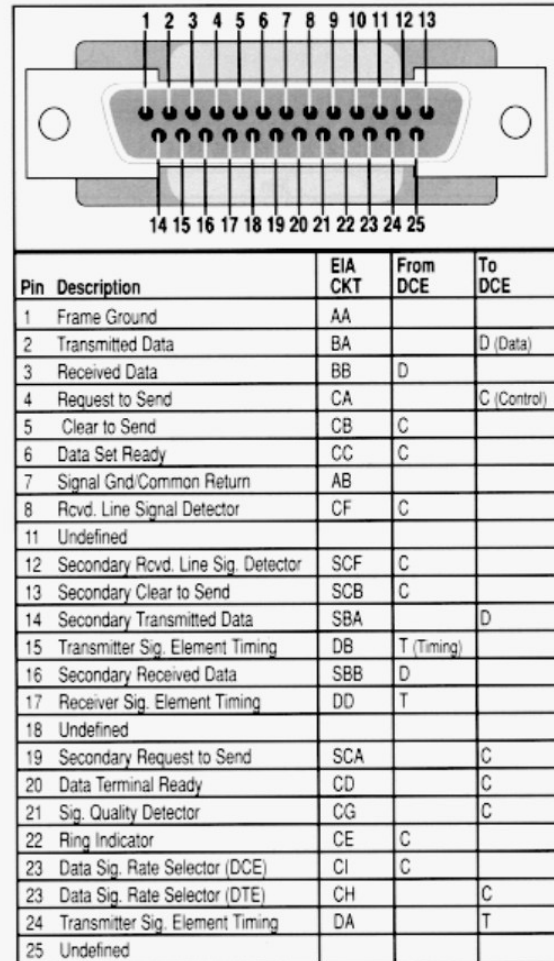 1 2 3 4 5 6 7 8 9 10 11 12 13
14 15 16 17 18 19 20 21 22 23 24 25
Pin Description EIA CKT From DCE To DCE
1 Frame Ground AA
2 Transmitted Data BA D (Data)
3 Received Data BB D
4 Request to Send CA C (Control)
5 Clear to Send CB C
6 Data Set Ready CC C
7 Signal Gnd/Common Return AB
8 Rcvd. Line Signal Detector CF C
11 Undefined
12 Secondary Rcvd. Line Sig. Detector SCF C
13 Secondary Clear to Send SCB C
14 Secondary Transmitted Data SBA D
15 Transmitter Sig. Element Timing DB T (Timing)
16 Secondary Received Data SBB D
17 Receiver Sig. Element Timing DD T
18 Undefined
19 Secondary Request to Send SCA C
20 Data Terminal Ready CD C
21 Sig. Quality Detector CG C
22 Ring Indicator CE C
23 Data Sig. Rate Selector (DCE) CI C
23 Data Sig. Rate Selector (DTE) CH C
24 Transmitter Sig. Element Timing DA T
25 Undefined